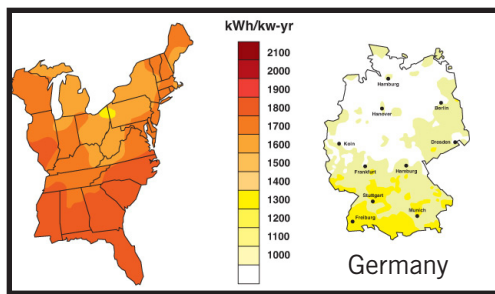 kWh/kw-yr
2100
2000
1900
1800
1700
1600
1500
1400
1300
1200
1100
1000
Hamburg
Hanover
Berlin
Koln
Dresden
Frankfurt
Homburg
Stuttgart
Munich
Freiburg
Germany